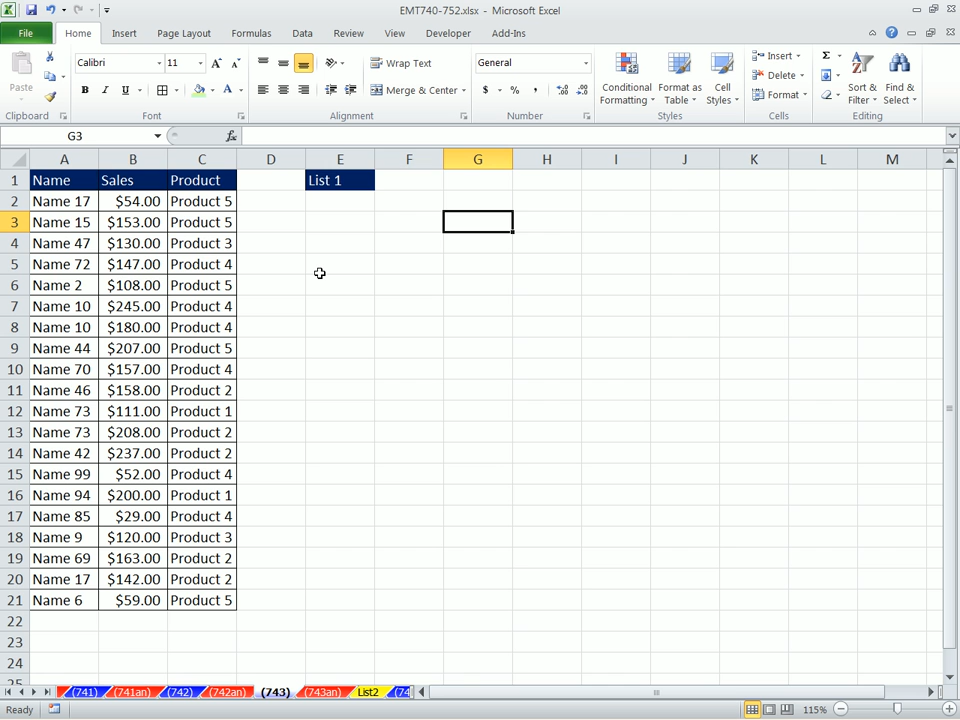 EMT740-752.xlsx - Microsoft Excel
File Home Insert Page Layout Formulas Data Review View Developer Add-Ins
Paste
Calibri 11 A A
Wrap Text
General
Conditional Formatting
Format as Table
Cell Styles
Insert
Delete
Format
Σ
Sort & Filter
Find & Select
B I U A
Merge & Center
$ % ,
Clipboard Font Alignment Number Styles Cells Editing
G3 fx
A B C D E F G H I J K L M
1 Name Sales Product List 1
2 Name 17 $54.00 Product 5
3 Name 15 $153.00 Product 5
4 Name 47 $130.00 Product 3
5 Name 72 $147.00 Product 4
6 Name 2 $108.00 Product 5
7 Name 10 $245.00 Product 4
8 Name 10 $180.00 Product 4
9 Name 44 $207.00 Product 5
10 Name 70 $157.00 Product 4
11 Name 46 $158.00 Product 2
12 Name 73 $111.00 Product 1
13 Name 73 $208.00 Product 2
14 Name 42 $237.00 Product 2
15 Name 99 $52.00 Product 4
16 Name 94 $200.00 Product 1
17 Name 85 $29.00 Product 4
18 Name 9 $120.00 Product 3
19 Name 69 $163.00 Product 2
20 Name 17 $142.00 Product 2
21 Name 6 $59.00 Product 5
22
23
24
25
(741) (741an) (742) (742an) (743) (743an) List2 (74
Ready 115%